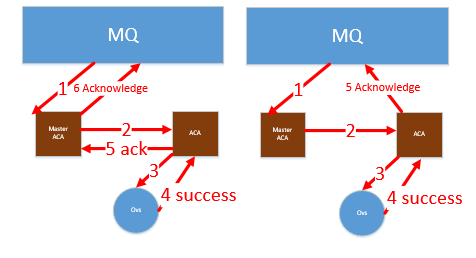 MQ
1
6 Acknowledge
Master
ACA
2
ACA
5 ack
3
4 success
Ovs
MQ
1
5 Acknowledge
Master
ACA
2
ACA
3
4 success
Ovs